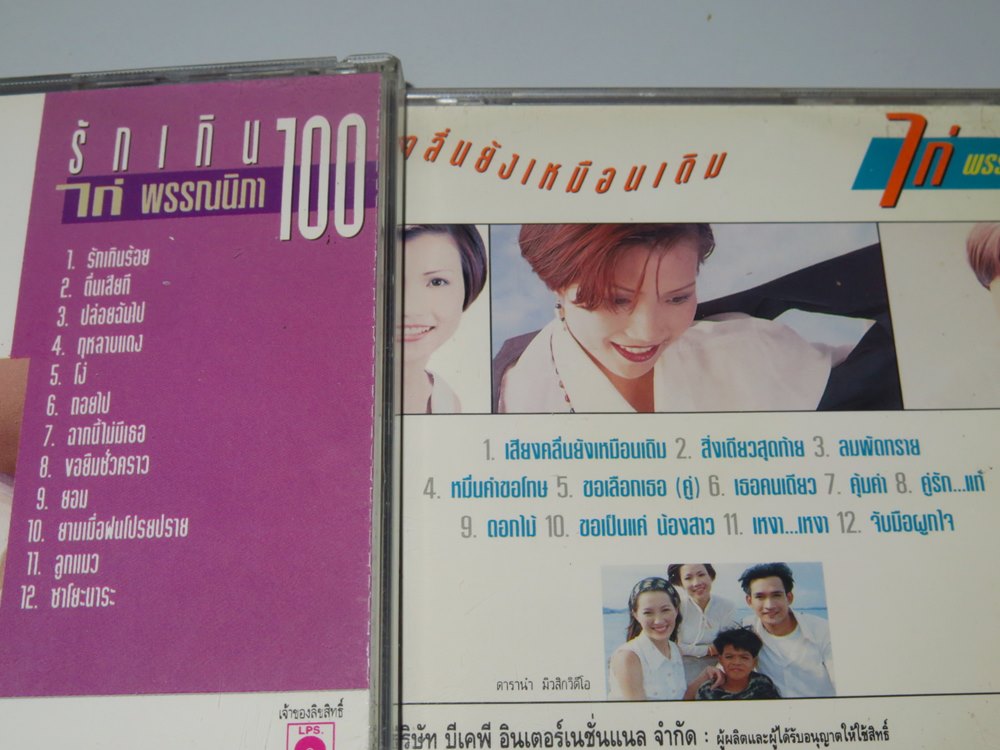 รักเกิน 100
ไก่ พรรณนิภา
1. รักเกินร้อย
2. ตื่นเสียที
3. ปล่อยฉันไป
4. กุหลาบแดง
5. โง่
6. ถอยไป
7. ฉากนี้ไม่มีเธอ
8. ขอยืมชั่วคราว
9. ยอม
10. ยามเมื่อฝนโปรยปราย
11. ลูกแมว
12. ซาโยะนาระ
เจ้าของลิขสิทธิ์
LPS.
คลื่นยังเหมือนเดิม
ไก่
1. เสียงคลื่นยังเหมือนเดิม 2. สิ่งเดียวสุดท้าย 3. ลมพัดทราย
4. หมื่นคำขอโทษ 5. ขอเลือกเธอ (คู่) 6. เธอคนเดียว 7. คุ้มค่า 8. คู่รัก...แท้
9. ดอกไม้ 10. ขอเป็นแค่ น้องสาว 11. เหงา...เหงา 12. จับมือผูกใจ
ดารานำ มิวสิกวิดีโอ
บริษัท บีเคพี อินเตอร์เนชั่นแนล จำกัด : ผู้ผลิตและผู้ได้รับอนุญาตให้ใช้สิทธิ์